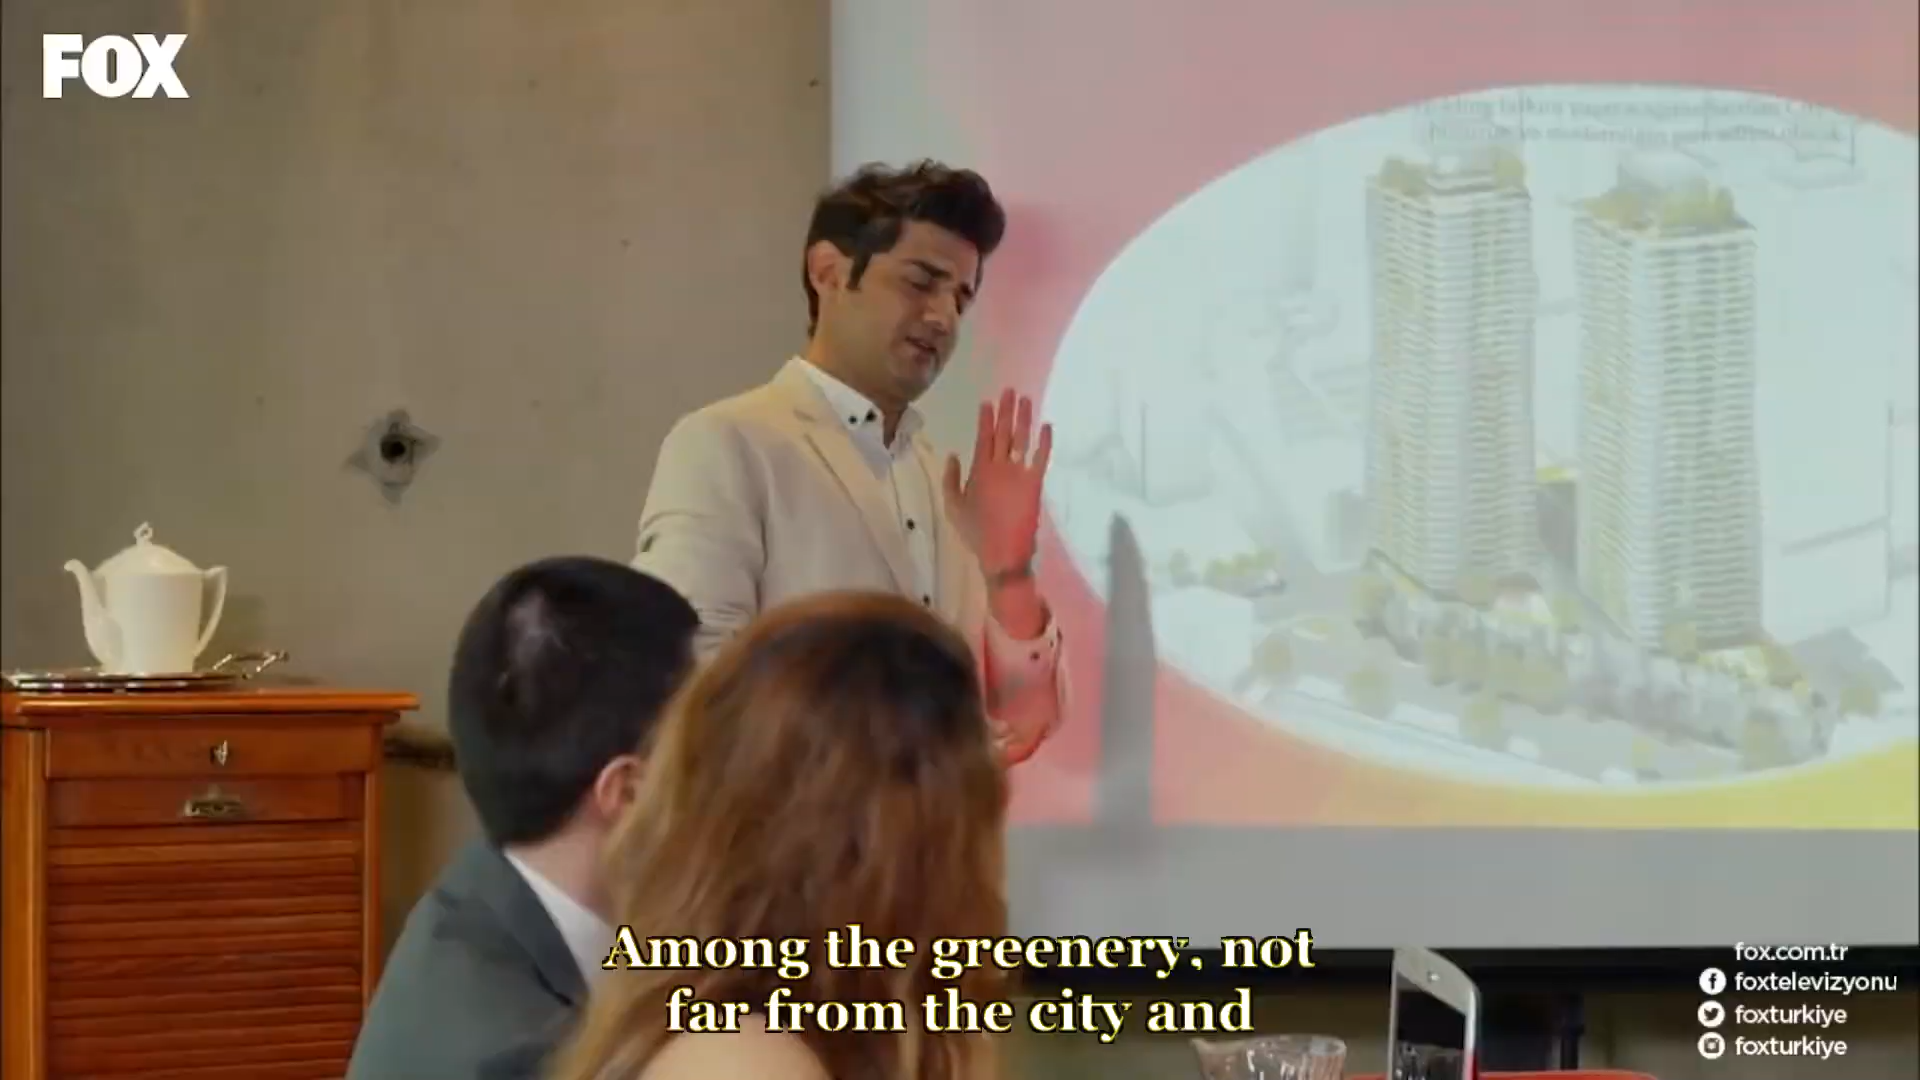 FOX
Among the greenery, not
far from the city and
fox.com.tr
foxtelevizyonu
foxturkiye
foxturkiye